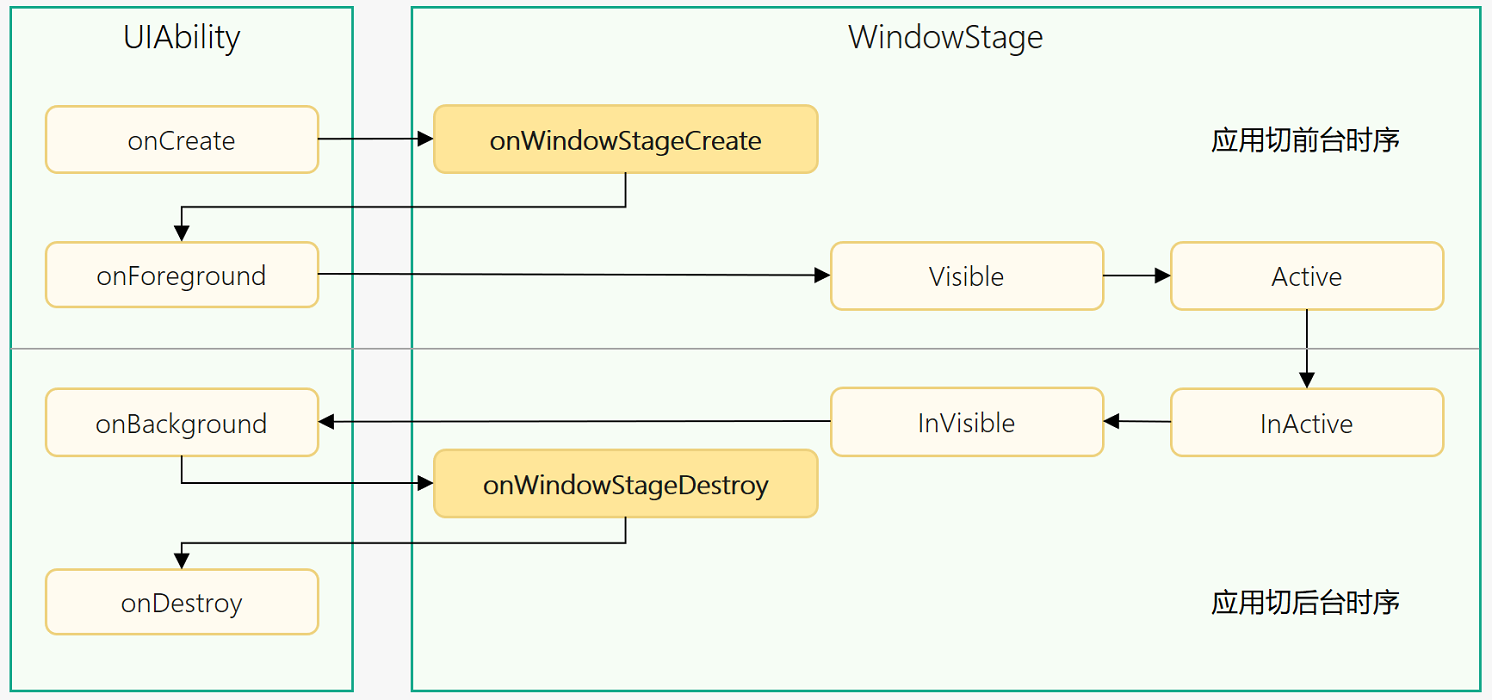 UIAbility
WindowStage
onCreate
onWindowStageCreate
应用切前台时序
onForeground
Visible
Active
onBackground
InVisible
InActive
onWindowStageDestroy
onDestroy
应用切后台时序